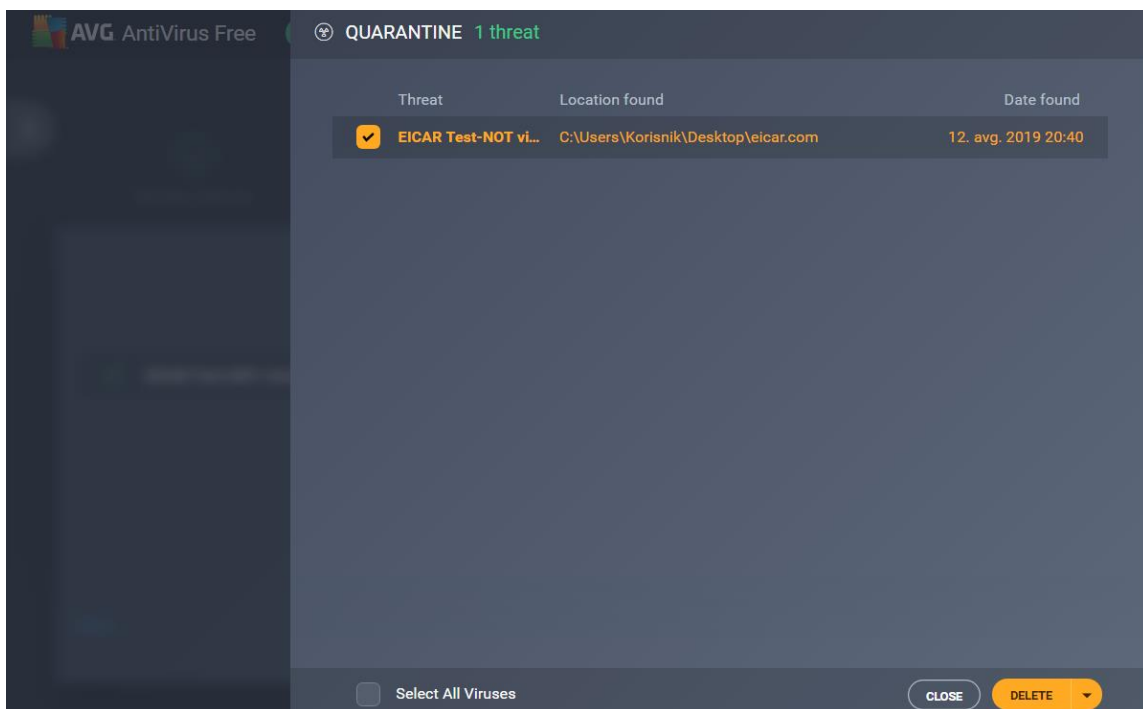 AVG AntiVirus Free
QUARANTINE 1 threat
Threat Location found Date found
EICAR Test-NOT vi... C:\Users\Korisnik\Desktop\eicar.com 12. avg. 2019 20:40
Select All Viruses CLOSE DELETE